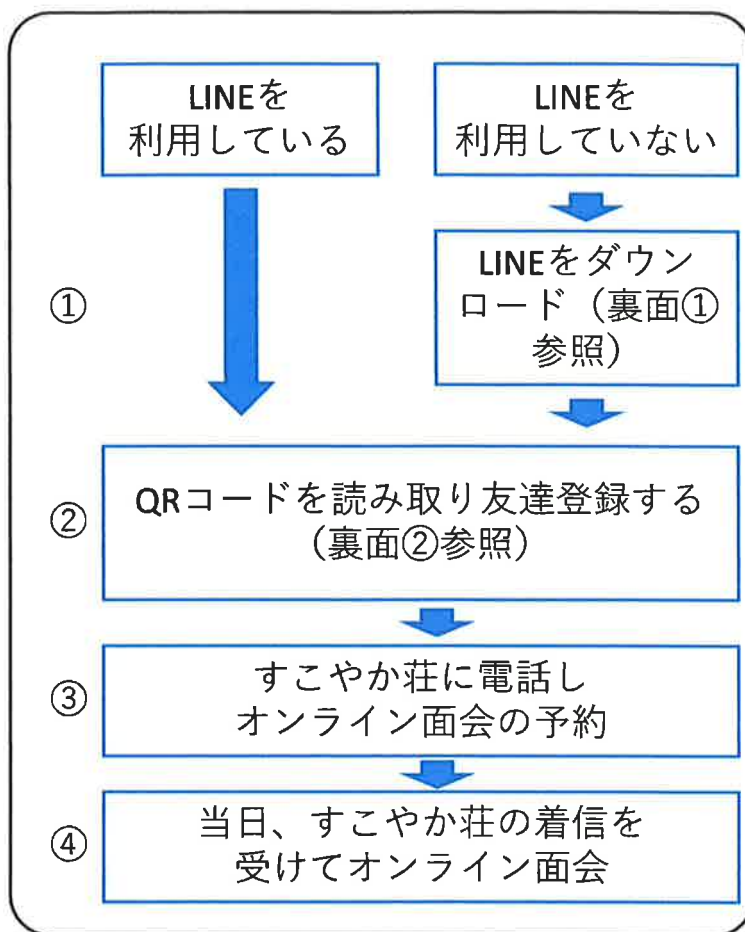 LINEを
利用している
LINEを
利用していない
①
LINEをダウン
ロード（裏面①
参照）
②
QRコードを読み取り友達登録する
（裏面②参照）
③
すこやか荘に電話し
オンライン面会の予約
④
当日、すこやか荘の着信を
受けてオンライン面会